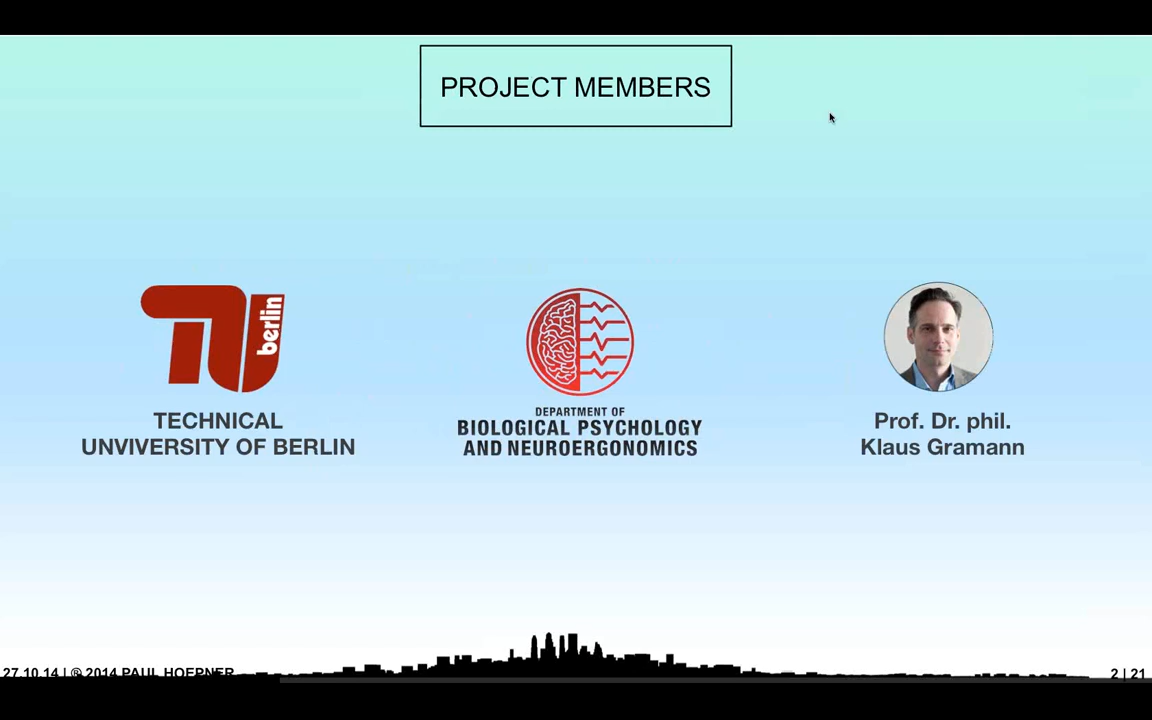 PROJECT MEMBERS
berlin
TECHNICAL
UNVIVERSITY OF BERLIN
DEPARTMENT OF
BIOLOGICAL PSYCHOLOGY
AND NEUROERGONOMICS
Prof. Dr. phil.
Klaus Gramann
27.10.14 | ® 2014 PAUL HOEPNER
2 | 21